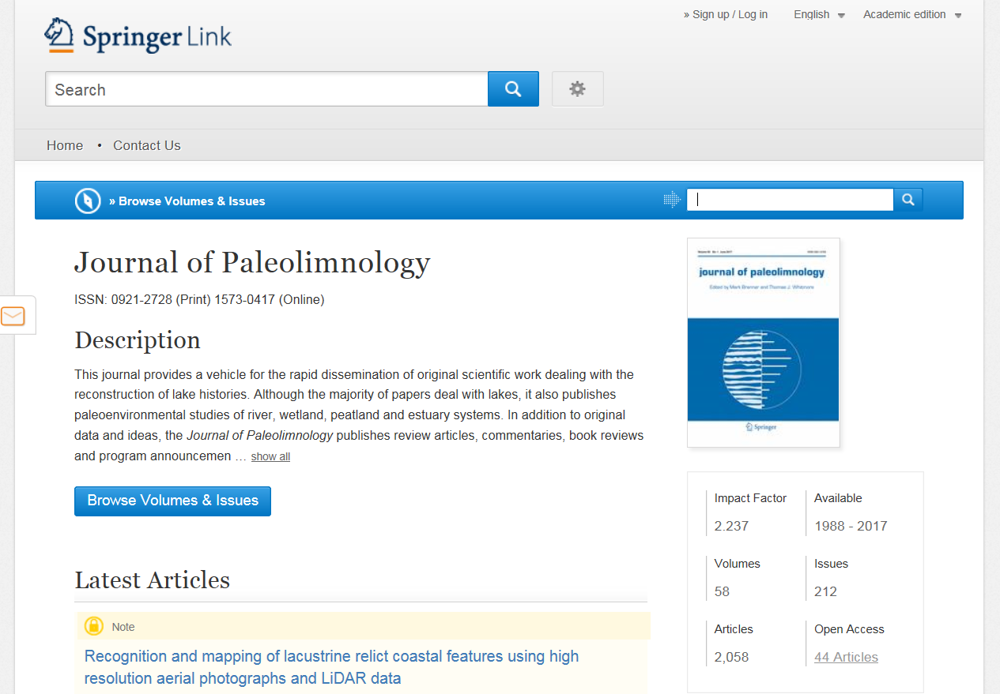 » Sign up / Log in English Academic edition
Springer Link
Search
Home • Contact Us
» Browse Volumes & Issues
Journal of Paleolimnology
ISSN: 0921-2728 (Print) 1573-0417 (Online)
Description
This journal provides a vehicle for the rapid dissemination of original scientific work dealing with the
reconstruction of lake histories. Although the majority of papers deal with lakes, it also publishes
paleoenvironmental studies of river, wetland, peatland and estuary systems. In addition to original
data and ideas, the Journal of Paleolimnology publishes review articles, commentaries, book reviews
and program announcemen … show all
Browse Volumes & Issues
Latest Articles
Note
Recognition and mapping of lacustrine relict coastal features using high
resolution aerial photographs and LiDAR data
journal of paleolimnology
Edited by Mark Brenner and Thomas J. Whitmore
Springer
Impact Factor Available
2.237 1988 - 2017
Volumes Issues
58 212
Articles Open Access
2,058 44 Articles